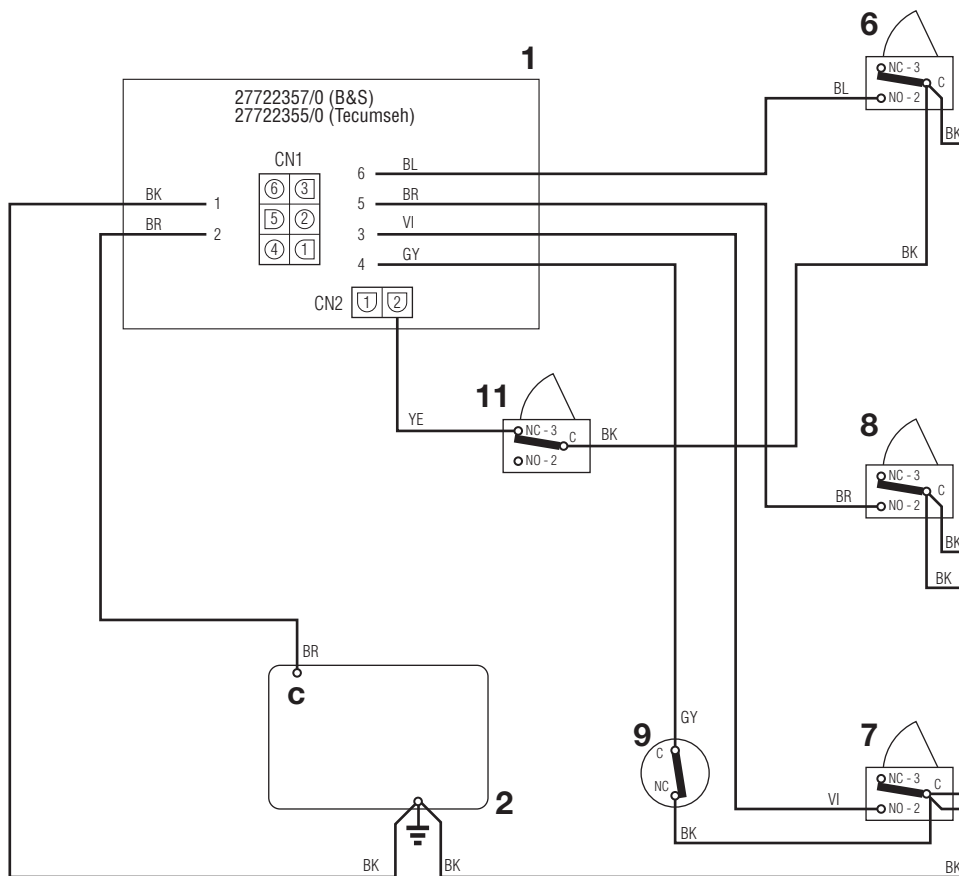 6
NC - 3
C
NO - 2
BL
BK
1
27722357/0 (B&S)
27722355/0 (Tecumseh)
CN1
6 3
5 2
4 1
6 BL
5 BR
3 VI
4 GY
BK 1
BR 2
CN2 1 2
BK
11
YE
NC - 3
C
BK
NO - 2
8
NC - 3
C
BR
NO - 2
BK
BK
BR
c
2
BK
BK
GY
9
C
NC
BK
7
NC - 3
C
VI
NO - 2
BK